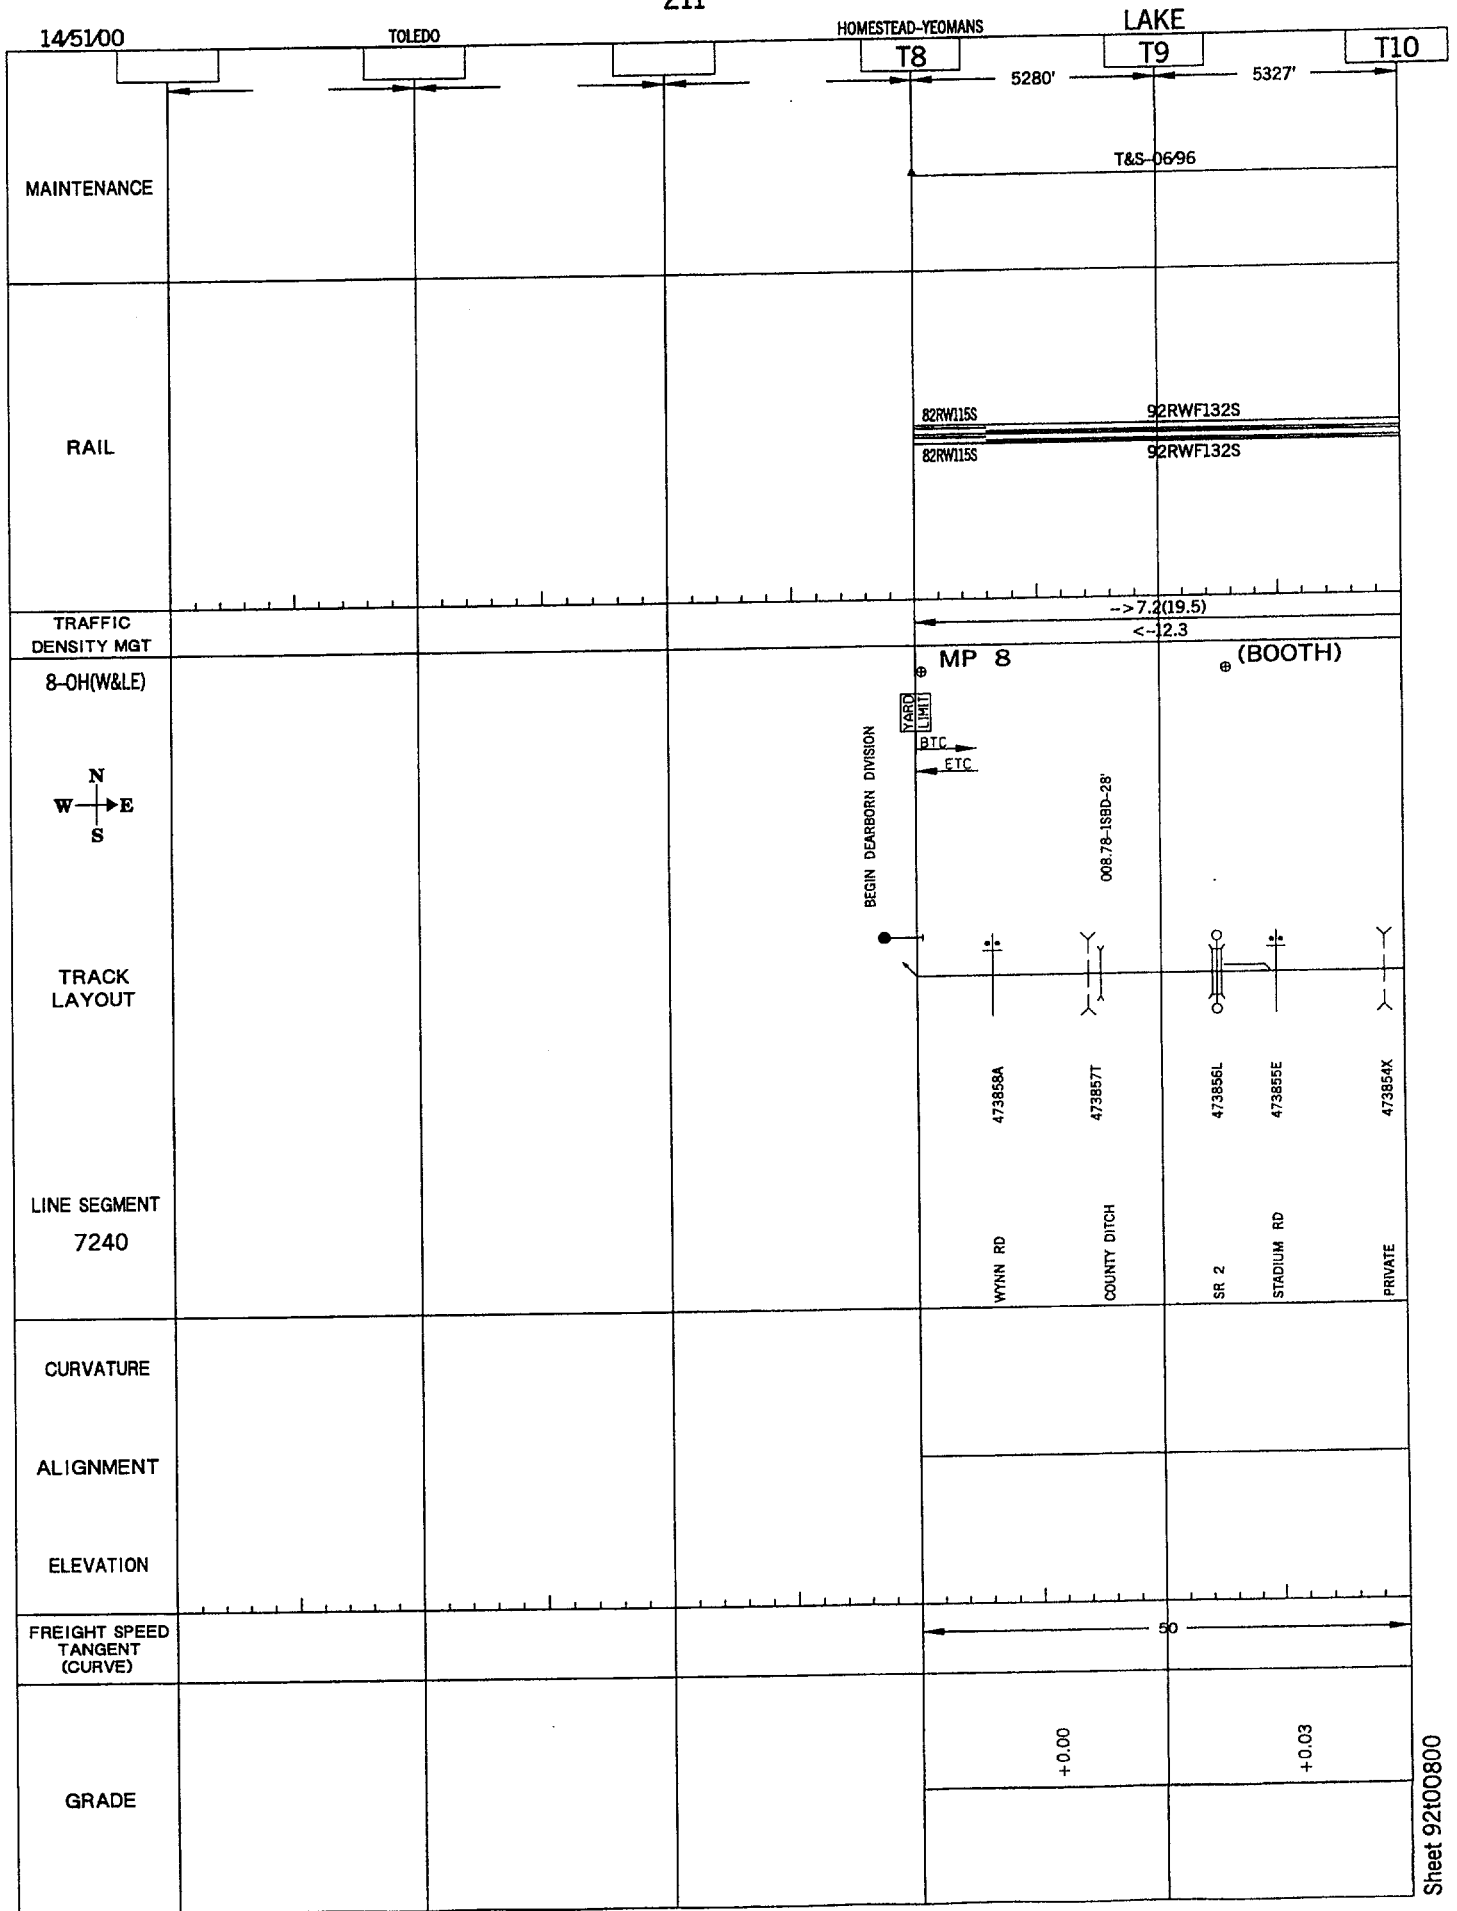 14/51/00
TOLEDO
HOMESTEAD-YEOMANS
LAKE
T8
T9
T10
5280'
5327'
MAINTENANCE
T&S-06/96
RAIL
82RW115S
92RWF132S
82RW115S
92RWF132S
TRAFFIC
DENSITY MGT
-->7.2(19.5)
<--12.3
8-OH(W&LE)
MP 8
(BOOTH)
YARD
LIMIT
BTC
ETC
BEGIN DEARBORN DIVISION
008.78-1SBD-28'
N
W E
S
TRACK
LAYOUT
473858A
473857T
473856L
473855E
473854X
LINE SEGMENT
7240
WYNN RD
COUNTY DITCH
SR 2
STADIUM RD
PRIVATE
CURVATURE
ALIGNMENT
ELEVATION
FREIGHT SPEED
TANGENT
(CURVE)
50
GRADE
+0.00
+0.03
Sheet 92t00800